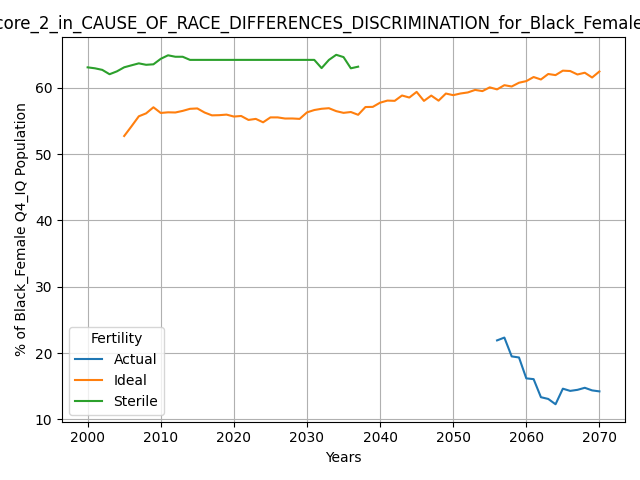 core_2_in_CAUSE_OF_RACE_DIFFERENCES_DISCRIMINATION_for_Black_Female
% of Black_Female Q4_IQ Population
60
50
40
30
20
10
Fertility
Actual
Ideal
Sterile
2000 2010 2020 2030 2040 2050 2060 2070
Years